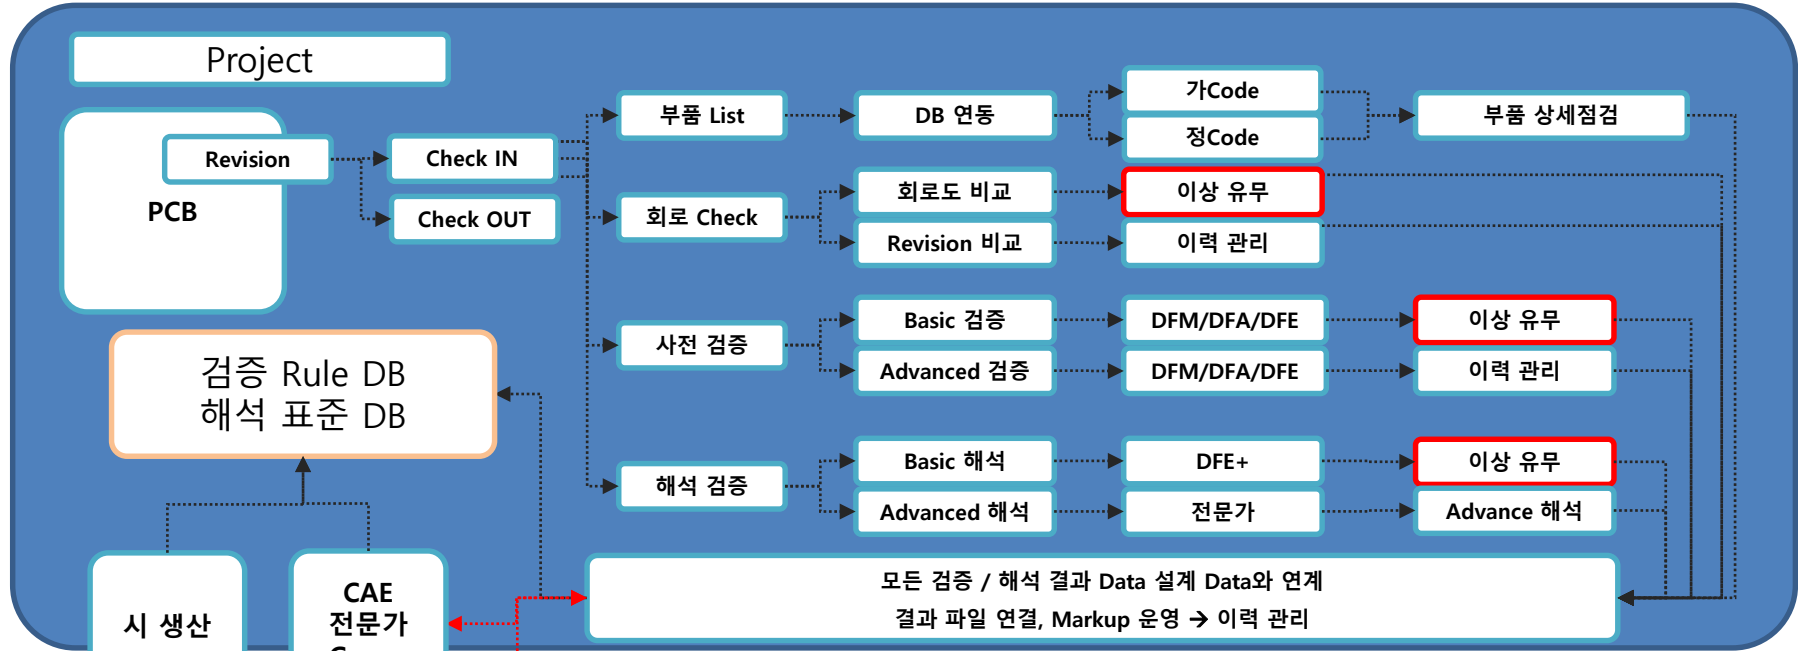 Project
PCB
Revision
Check IN
Check OUT
부품 List
DB 연동
가Code
정Code
부품 상세점검
회로 Check
회로도 비교
이상 유무
Revision 비교
이력 관리
사전 검증
Basic 검증
DFM/DFA/DFE
이상 유무
Advanced 검증
DFM/DFA/DFE
이력 관리
해석 검증
Basic 해석
DFE+
이상 유무
Advanced 해석
전문가
Advance 해석
검증 Rule DB
해석 표준 DB
시 생산
CAE
전문가
모든 검증 / 해석 결과 Data 설계 Data와 연계
결과 파일 연결, Markup 운영 → 이력 관리